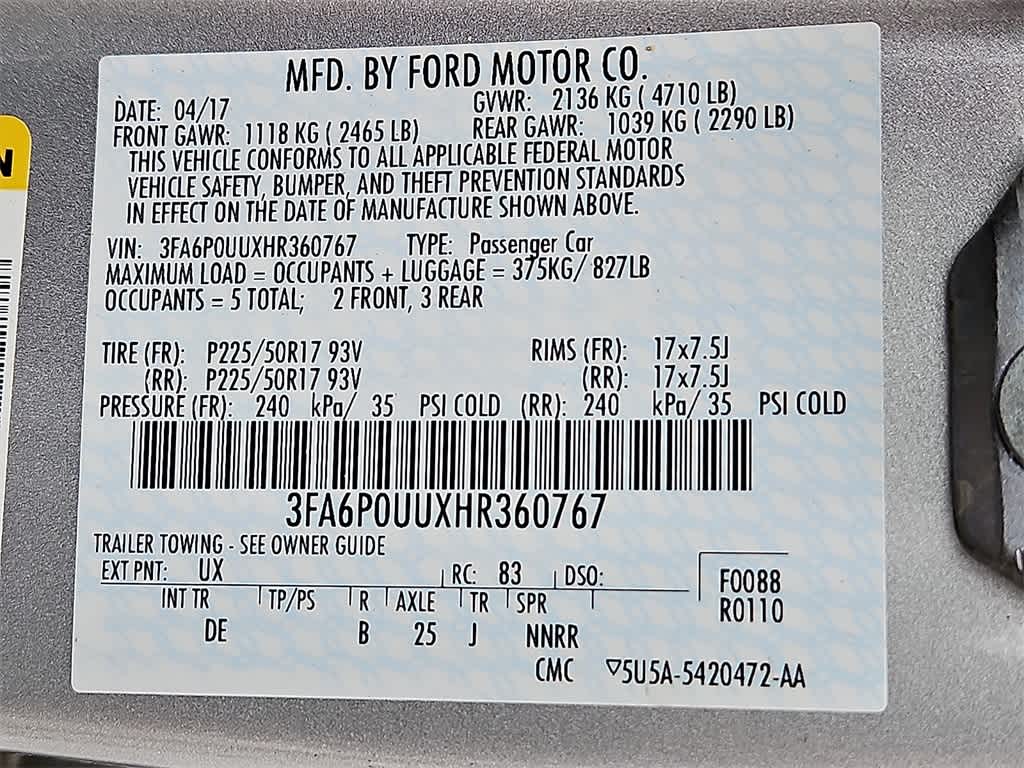 MFD. BY FORD MOTOR CO.
DATE: 04/17 GVWR: 2136 KG ( 4710 LB)
FRONT GAWR: 1118 KG ( 2465 LB) REAR GAWR: 1039 KG ( 2290 LB)
THIS VEHICLE CONFORMS TO ALL APPLICABLE FEDERAL MOTOR
VEHICLE SAFETY, BUMPER, AND THEFT PREVENTION STANDARDS
IN EFFECT ON THE DATE OF MANUFACTURE SHOWN ABOVE.
VIN: 3FA6P0UUXHR360767 TYPE: Passenger Car
MAXIMUM LOAD = OCCUPANTS + LUGGAGE = 375KG/ 827LB
OCCUPANTS = 5 TOTAL; 2 FRONT, 3 REAR
TIRE (FR): P225/50R17 93V RIMS (FR): 17x7.5J
(RR): P225/50R17 93V (RR): 17x7.5J
PRESSURE (FR): 240 kPa/ 35 PSI COLD (RR): 240 kPa/ 35 PSI COLD
3FA6P0UUXHR360767
TRAILER TOWING - SEE OWNER GUIDE
EXT PNT: UX RC: 83 DSO:
F0088
R0110
INT TR TP/PS R AXLE TR SPR
DE B 25 J NNRR
CMC ▽5U5A-5420472-AA
N